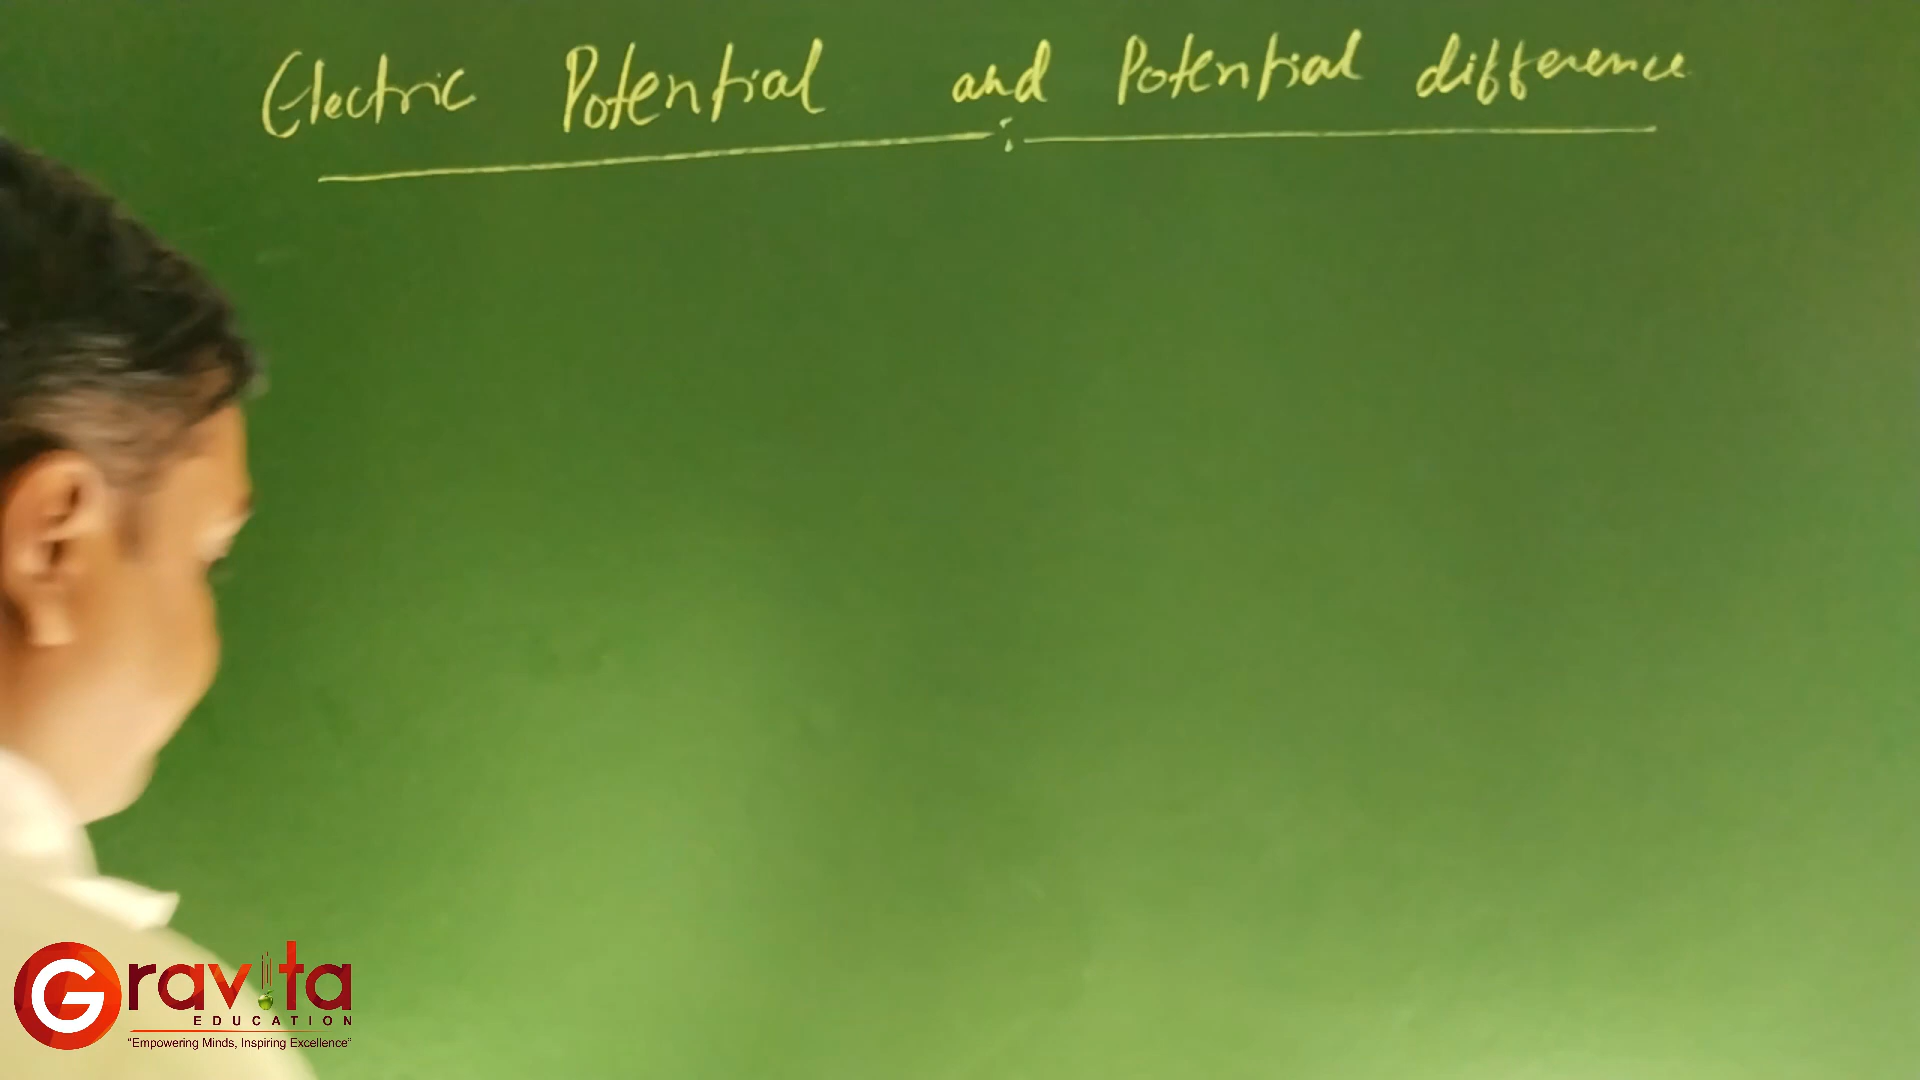 Electric Potential and Potential difference
Gravita
EDUCATION
"Empowering Minds, Inspiring Excellence"